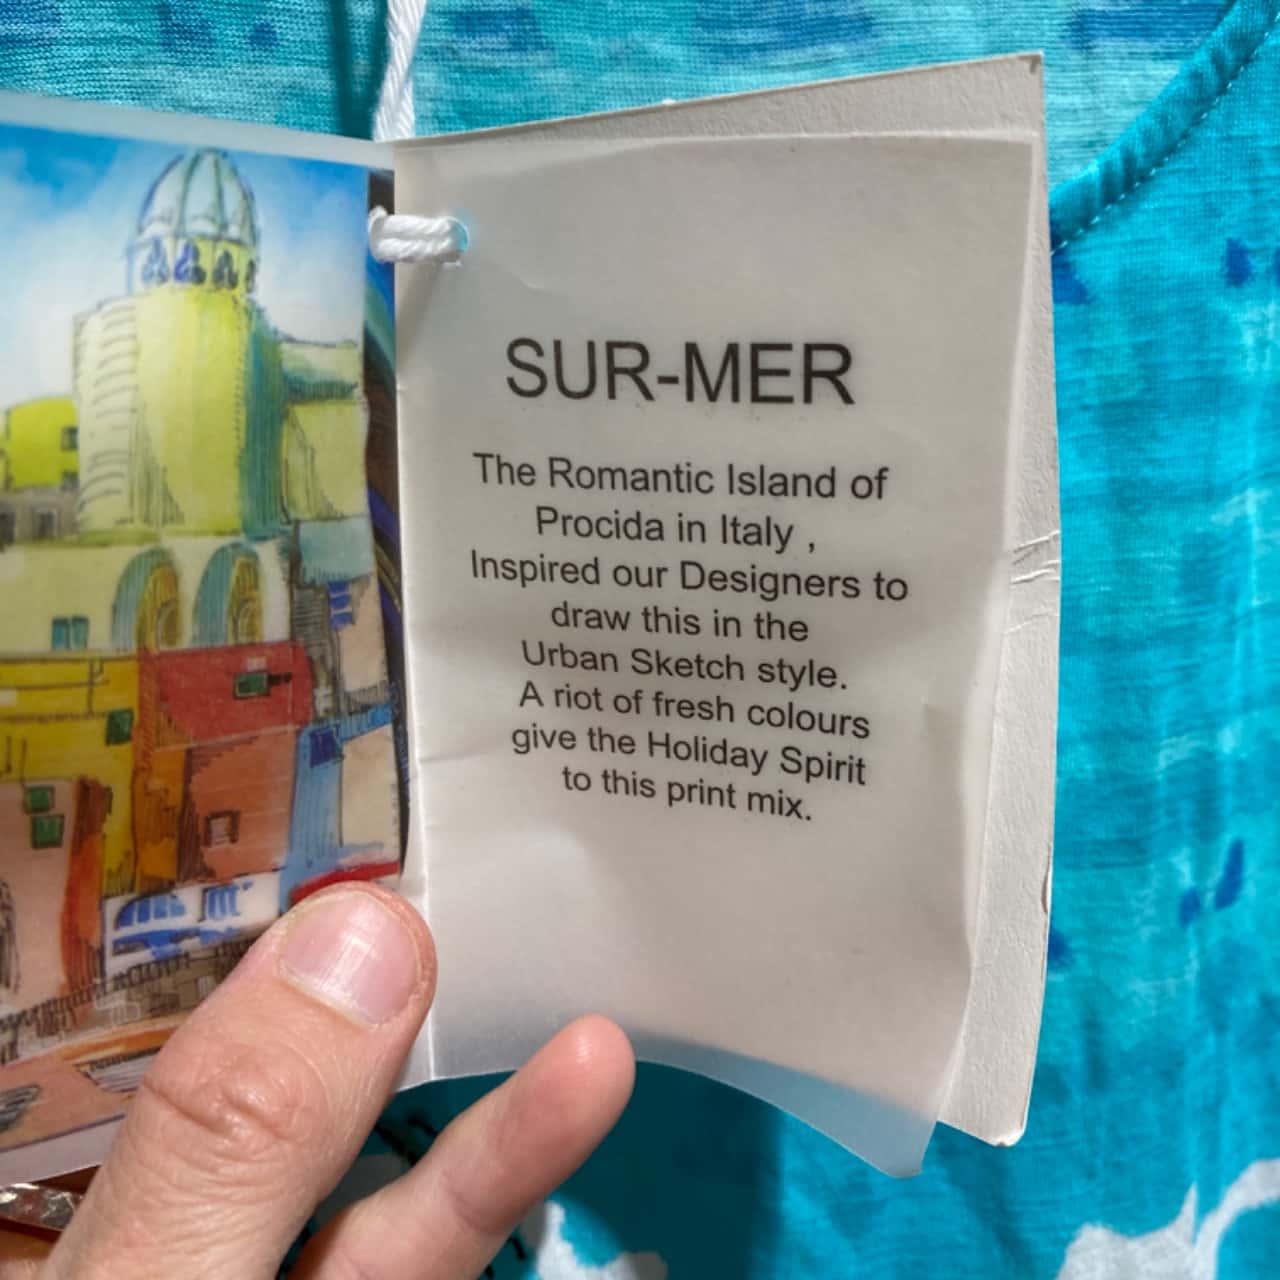 SUR-MER
The Romantic Island of
Procida in Italy ,
Inspired our Designers to
draw this in the
Urban Sketch style.
A riot of fresh colours
give the Holiday Spirit
to this print mix.